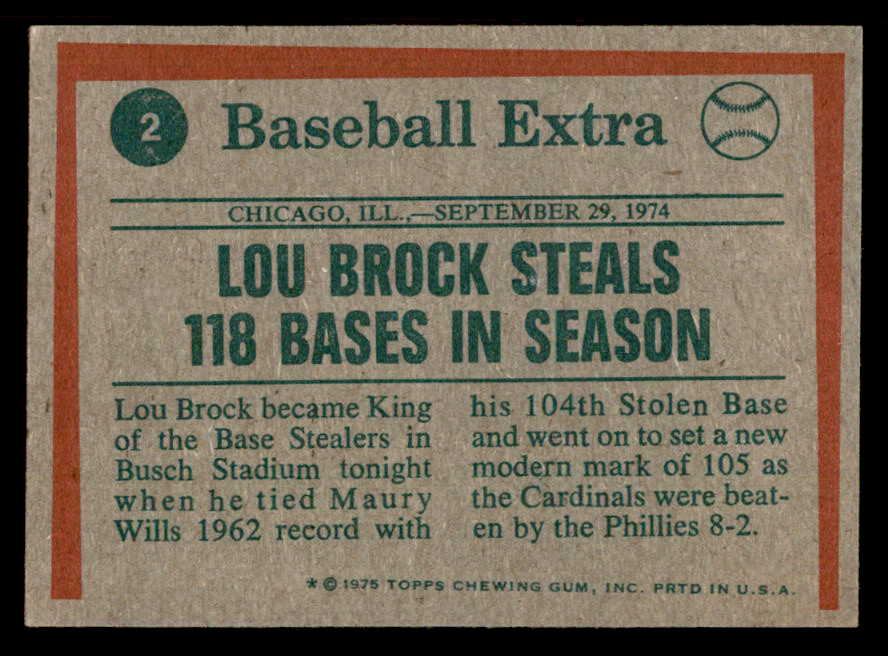 2
Baseball Extra
CHICAGO, ILL.,—SEPTEMBER 29, 1974
LOU BROCK STEALS
118 BASES IN SEASON
Lou Brock became King
of the Base Stealers in
Busch Stadium tonight
when he tied Maury
Wills 1962 record with
his 104th Stolen Base
and went on to set a new
modern mark of 105 as
the Cardinals were beat-
en by the Phillies 8-2.
* © 1975 TOPPS CHEWING GUM, INC. PRTD IN U.S.A.